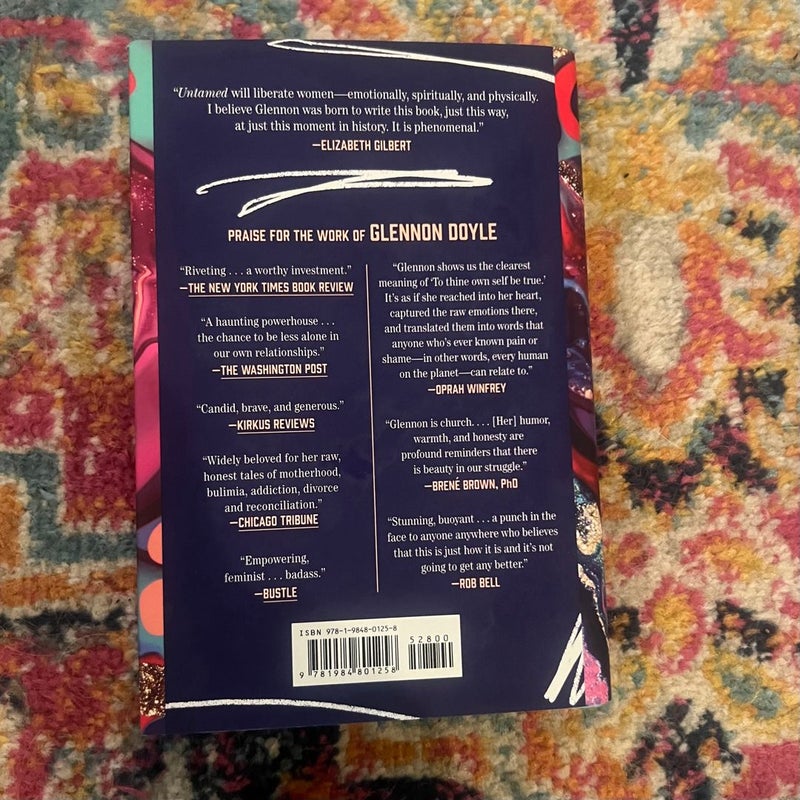 “Untamed will liberate women—emotionally, spiritually, and physically.
I believe Glennon was born to write this book, just this way,
at just this moment in history. It is phenomenal.”
—ELIZABETH GILBERT
PRAISE FOR THE WORK OF GLENNON DOYLE
“Riveting . . . a worthy investment.”
—THE NEW YORK TIMES BOOK REVIEW
“A haunting powerhouse . . .
the chance to be less alone in
our own relationships.”
—THE WASHINGTON POST
“Candid, brave, and generous.”
—KIRKUS REVIEWS
“Widely beloved for her raw,
honest tales of motherhood,
bulimia, addiction, divorce
and reconciliation.”
—CHICAGO TRIBUNE
“Empowering,
feminist . . . badass.”
—BUSTLE
“Glennon shows us the clearest
meaning of ‘To thine own self be true.’
It’s as if she reached into her heart,
captured the raw emotions there,
and translated them into words that
anyone who’s ever known pain or
shame—in other words, every human
on the planet—can relate to.”
—OPRAH WINFREY
“Glennon is church. . . . [Her] humor,
warmth, and honesty are
profound reminders that there
is beauty in our struggle.”
—BRENÉ BROWN, PhD
“Stunning, buoyant . . . a punch in the
face to anyone anywhere who believes
that this is just how it is and it’s not
going to get any better.”
—ROB BELL
ISBN 978-1-9848-0125-8
52800
9 781984 801258